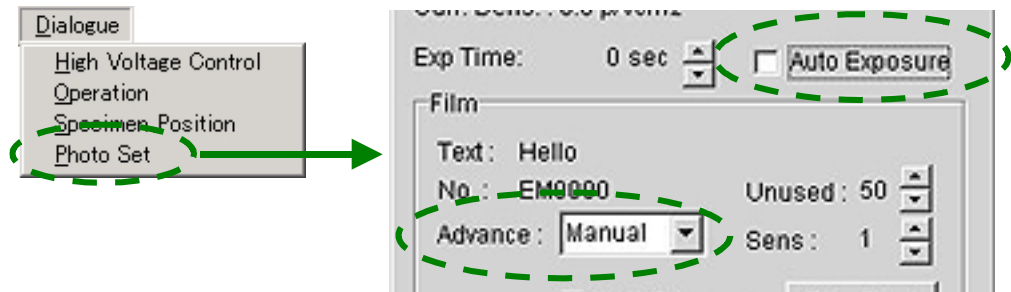 Dialogue
High Voltage Control
Operation
Specimen Position
Photo Set
Exp Time: 0 sec Auto Exposure
Film
Text: Hello
No. : EM0000 Unused : 50
Advance : Manual Sens : 1